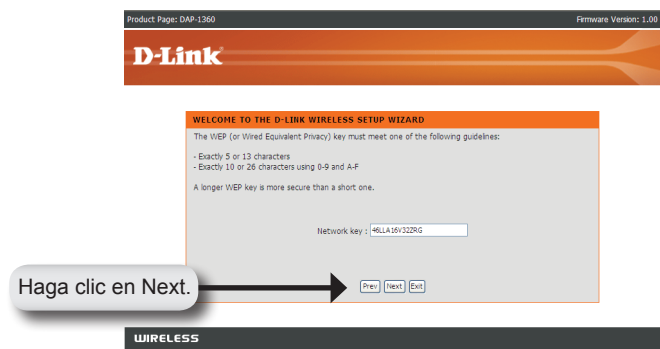 Product Page: DAP-1360 Firmware Version: 1.00
D-Link
WELCOME TO THE D-LINK WIRELESS SETUP WIZARD
The WEP (or Wired Equivalent Privacy) key must meet one of the following guidelines:
- Exactly 5 or 13 characters
- Exactly 10 or 26 characters using 0-9 and A-F
A longer WEP key is more secure than a short one.
Network key : 46LLA16V32ZRG
Haga clic en Next.
Prev Next Exit
WIRELESS